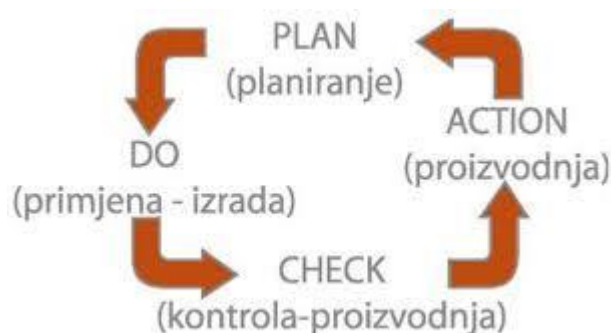 PLAN
(planiranje)
ACTION
(proizvodnja)
DO
(primjena - izrada)
CHECK
(kontrola-proizvodnja)